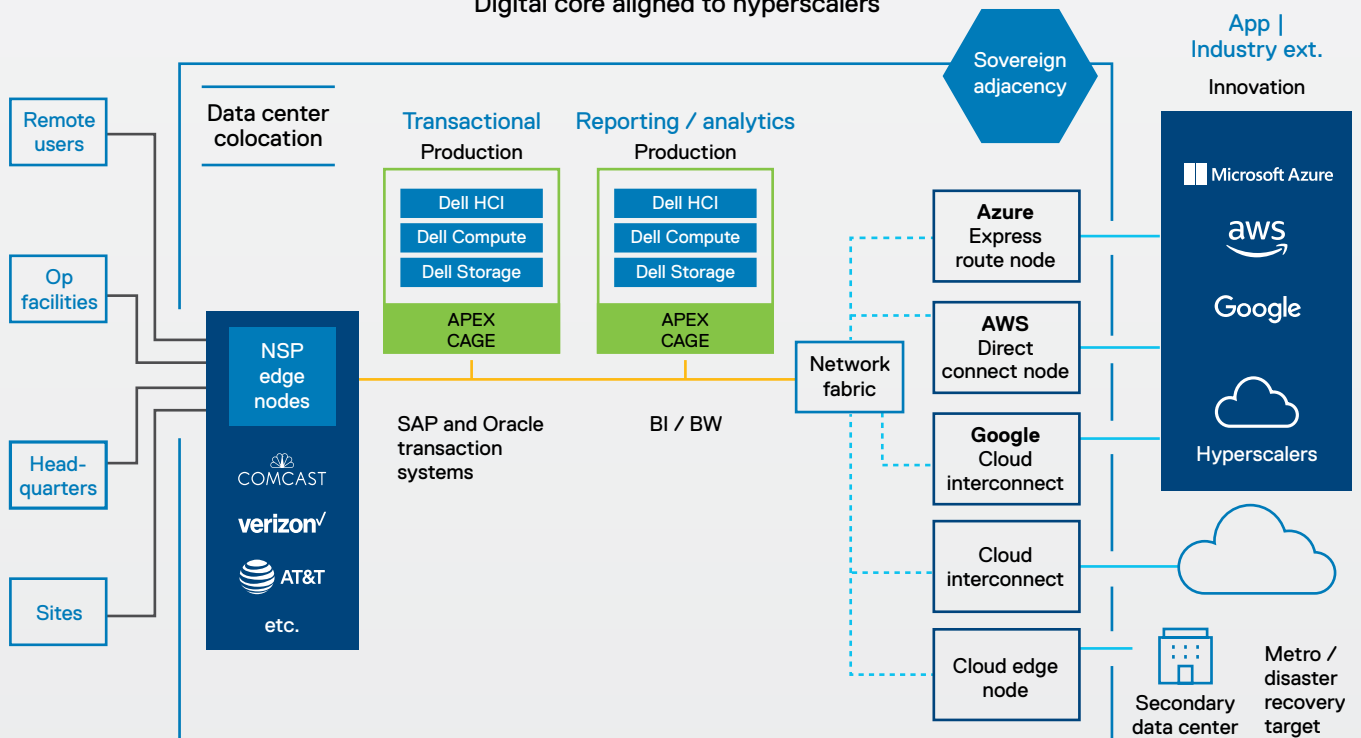 Digital core aligned to hyperscalers
App |
Industry ext.
Innovation
Sovereign
adjacency
Data center
colocation
Remote
users
Op
facilities
Head-
quarters
Sites
NSP
edge
nodes
COMCAST
verizon✓
AT&T
etc.
Transactional
Production
Dell HCI
Dell Compute
Dell Storage
APEX
CAGE
SAP and Oracle
transaction
systems
Reporting / analytics
Production
Dell HCI
Dell Compute
Dell Storage
APEX
CAGE
BI / BW
Network
fabric
Azure
Express
route node
AWS
Direct
connect node
Google
Cloud
interconnect
Cloud
interconnect
Cloud edge
node
Microsoft Azure
aws
Google
Hyperscalers
Secondary
data center
Metro /
disaster
recovery
target